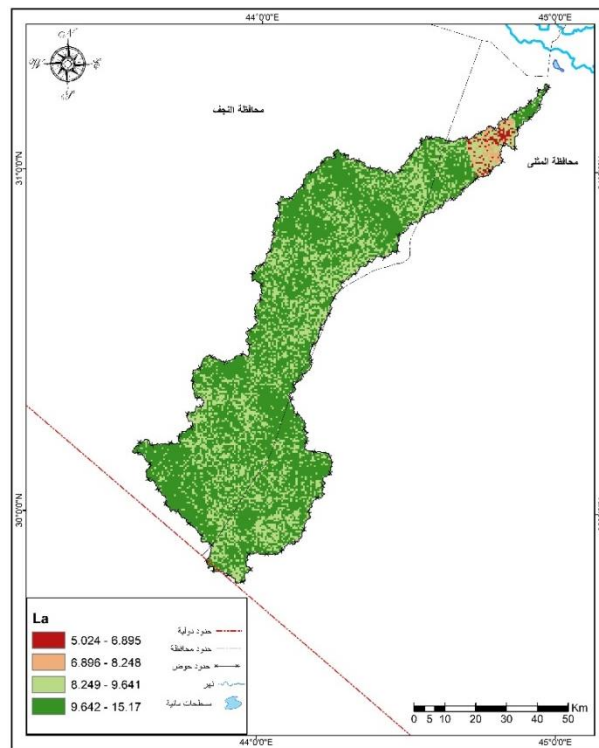 44°0'0"E
45°0'0"E
N
W
E
S
محافظة النجف
31°0'0"N
محافظة المثنى
30°0'0"N
La
5.024 - 6.895
6.896 - 8.248
8.249 - 9.641
9.642 - 15.17
حدود دولية
حدود محافظة
حدود حوض
نهر
مسطحات مائية
Km
0 5 10 20 30 40 50
44°0'0"E
45°0'0"E